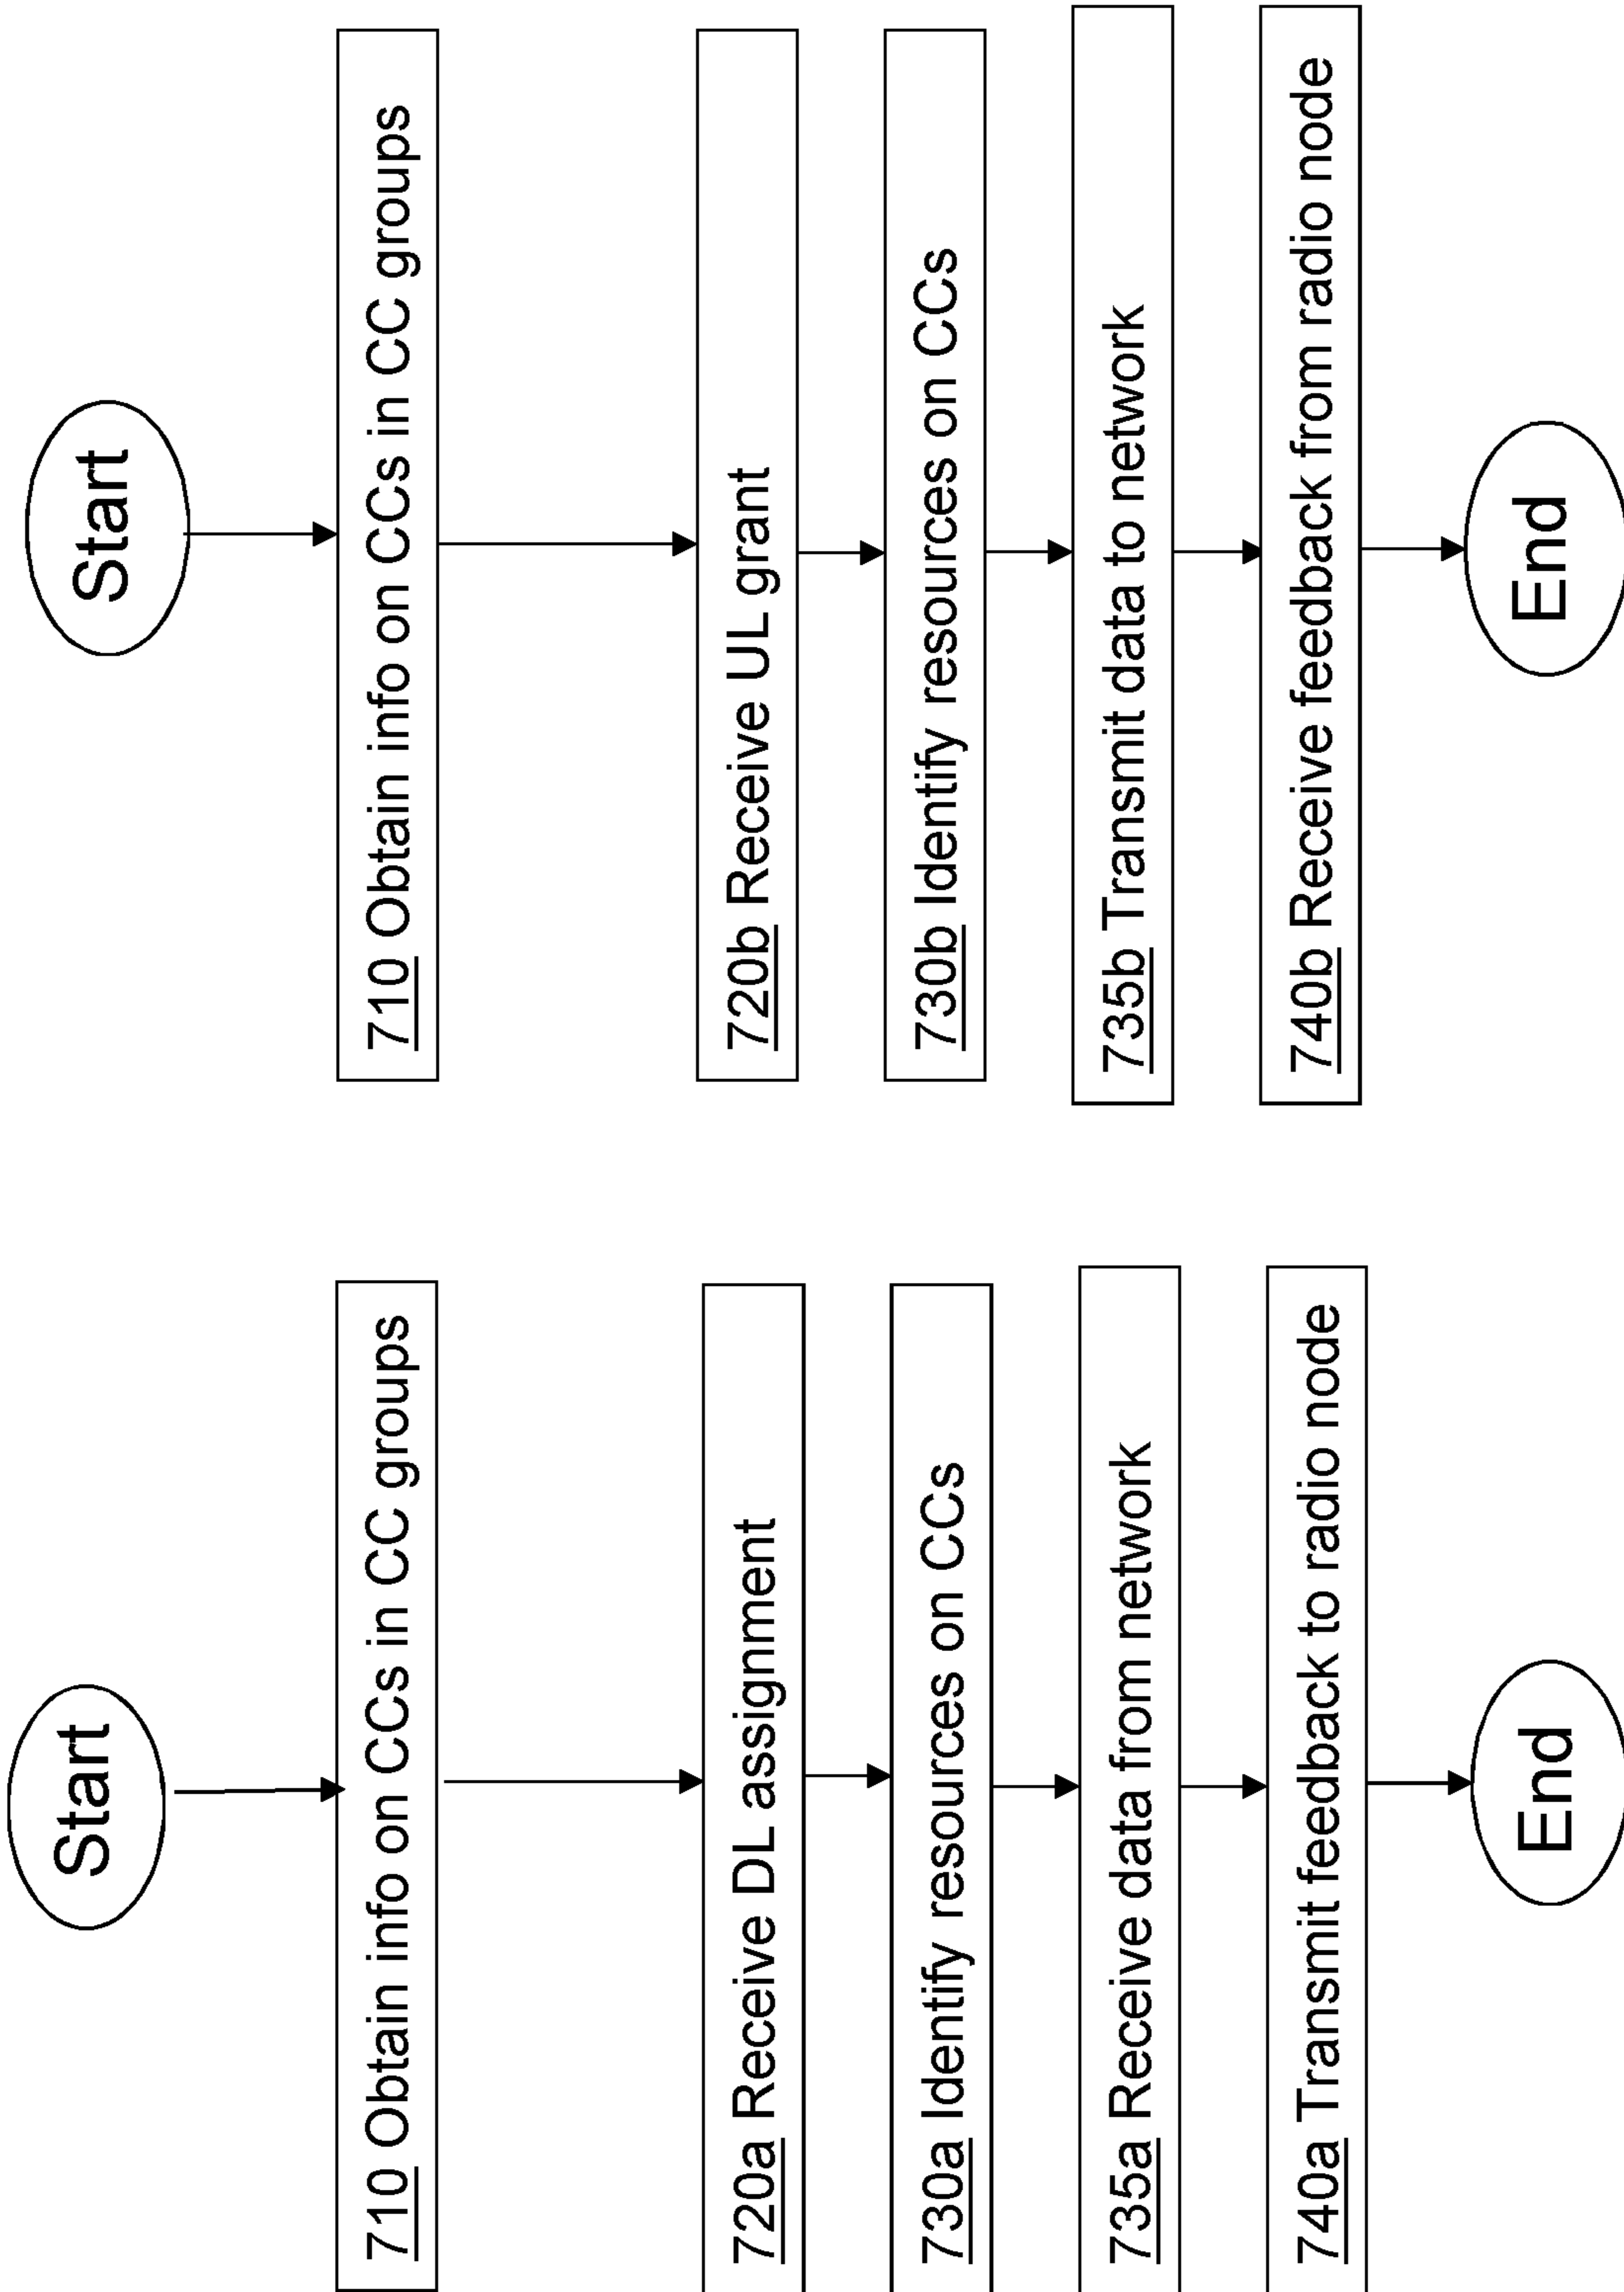 Start
710 Obtain info on CCs in CC groups
720a Receive DL assignment
730a Identify resources on CCs
735a Receive data from network
740a Transmit feedback to radio node
End
Start
710 Obtain info on CCs in CC groups
720b Receive UL grant
730b Identify resources on CCs
735b Transmit data to network
740b Receive feedback from radio node
End